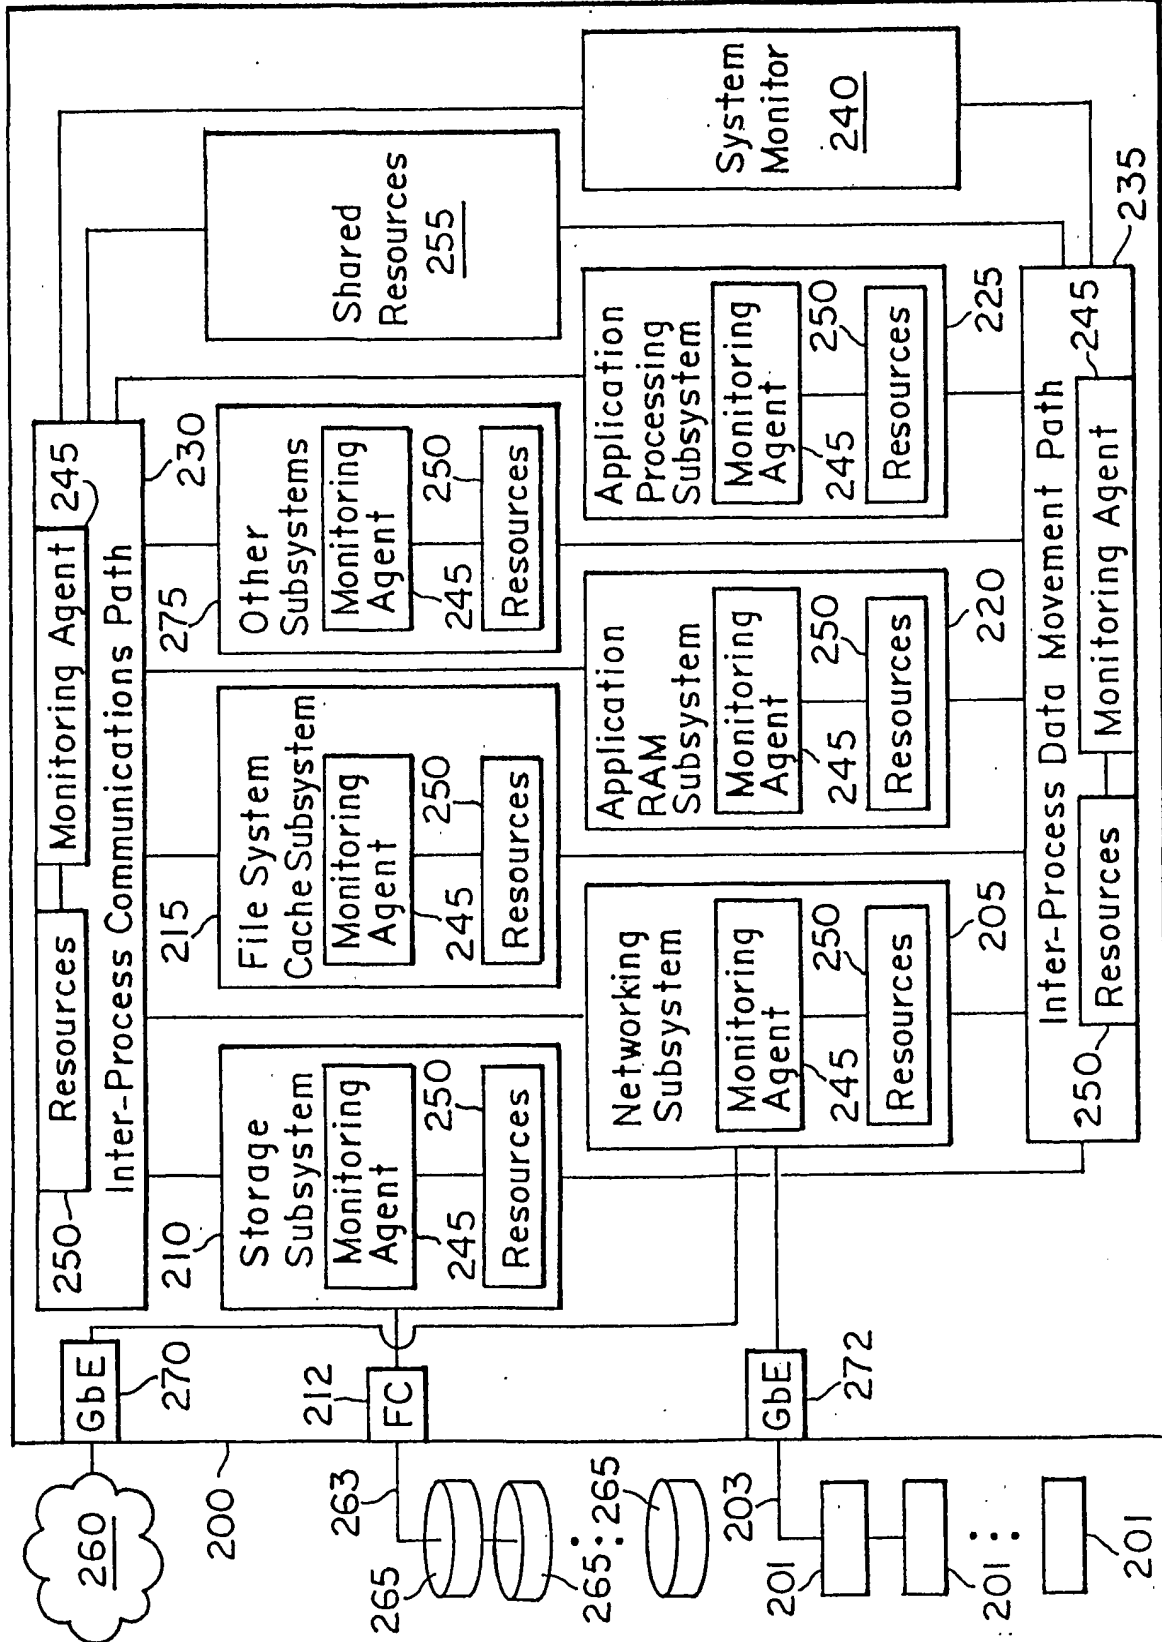 260
200
GbE
270
263
212
FC
265
265
265
203
GbE
272
201
201
201
250
Resources
Monitoring Agent
245
Inter-Process Communications Path
230
210
Storage
Subsystem
Monitoring
Agent
245
250
Resources
215
File System
Cache Subsystem
Monitoring
Agent
245
250
Resources
275
Other
Subsystems
Monitoring
Agent
245
250
Resources
Shared
Resources
255
Networking
Subsystem
Monitoring
Agent
245
250
Resources
205
Application
RAM
Subsystem
Monitoring
Agent
245
250
Resources
220
Application
Processing
Subsystem
Monitoring
Agent
245
250
Resources
225
System
Monitor
240
Inter-Process Data Movement Path
235
250
Resources
Monitoring Agent
245